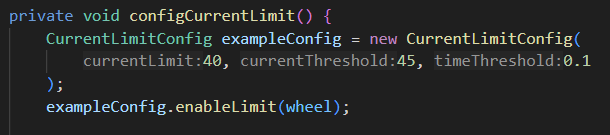 private void configCurrentLimit() {
CurrentLimitConfig exampleConfig = new CurrentLimitConfig(
currentLimit:40, currentThreshold:45, timeThreshold:0.1
);
exampleConfig.enableLimit(wheel);